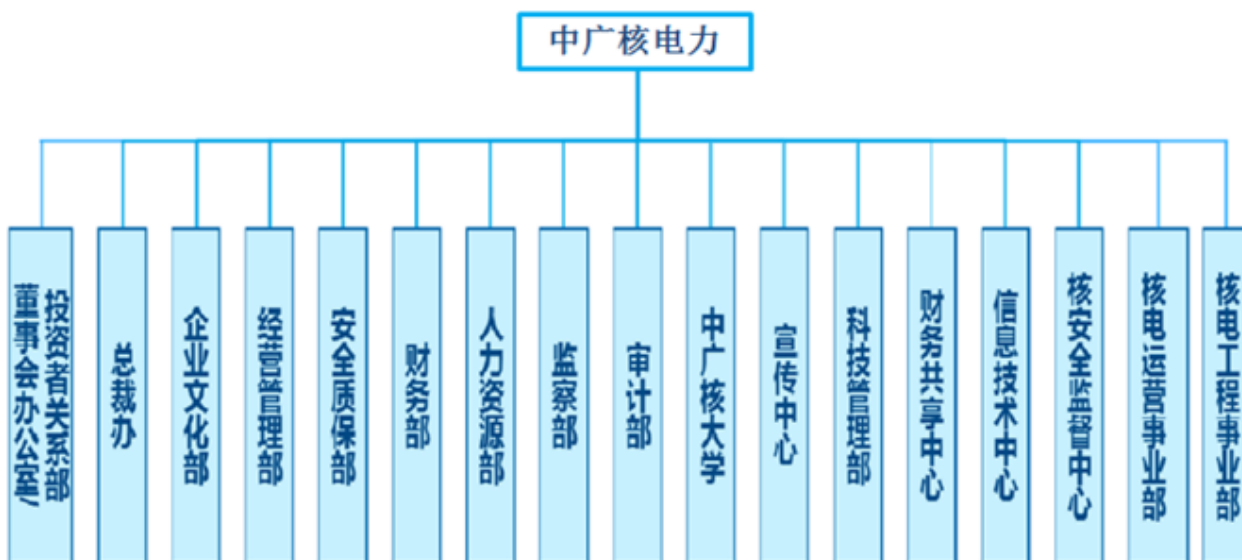 中广核电力
董事会办公室/
投资者关系部
总裁办
企业文化部
经营管理部
安全质保部
财务部
人力资源部
监察部
审计部
中广核大学
宣传中心
科技管理部
财务共享中心
信息技术中心
核安全监督中心
核电运营事业部
核电工程事业部